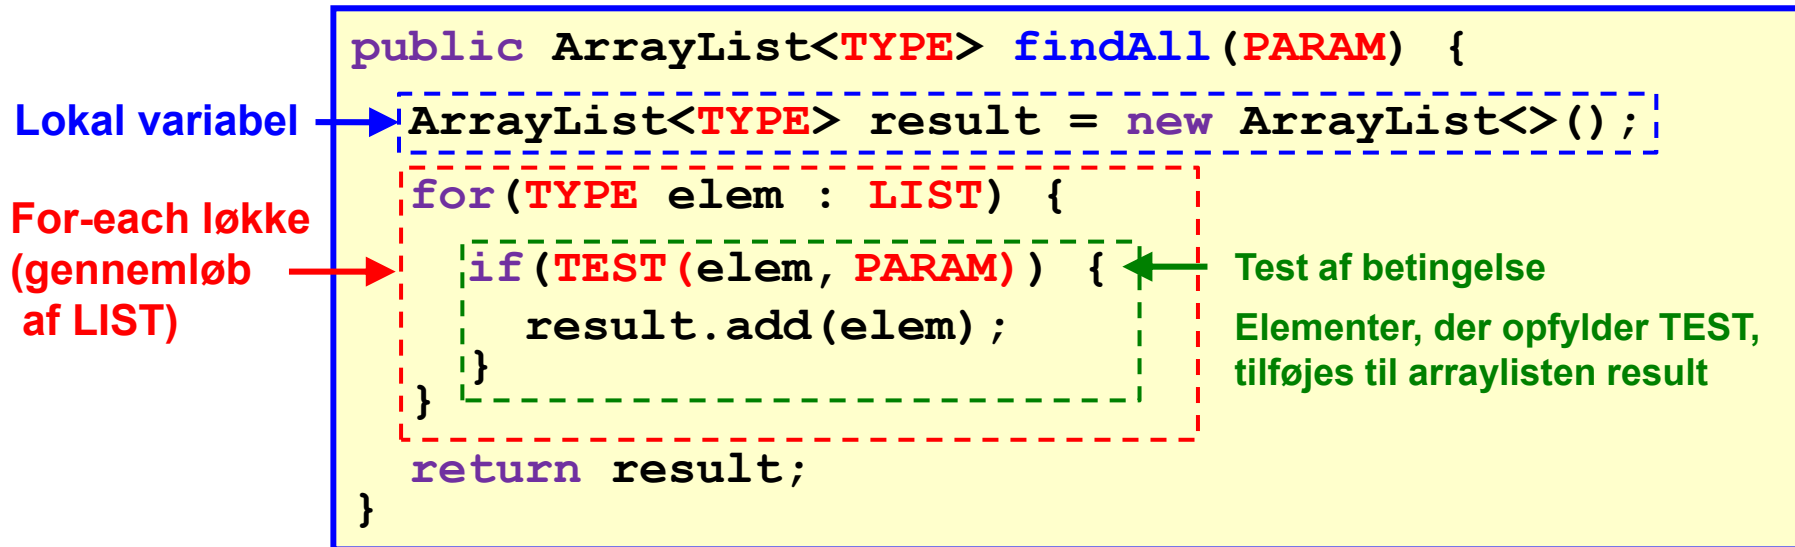 public ArrayList<TYPE> findAll(PARAM) {
Lokal variabel
ArrayList<TYPE> result = new ArrayList<>();
For-each løkke
(gennemløb
af LIST)
for(TYPE elem : LIST) {
if(TEST(elem, PARAM)) {
result.add(elem);
}
}
Test af betingelse
Elementer, der opfylder TEST,
tilføjes til arraylisten result
return result;
}